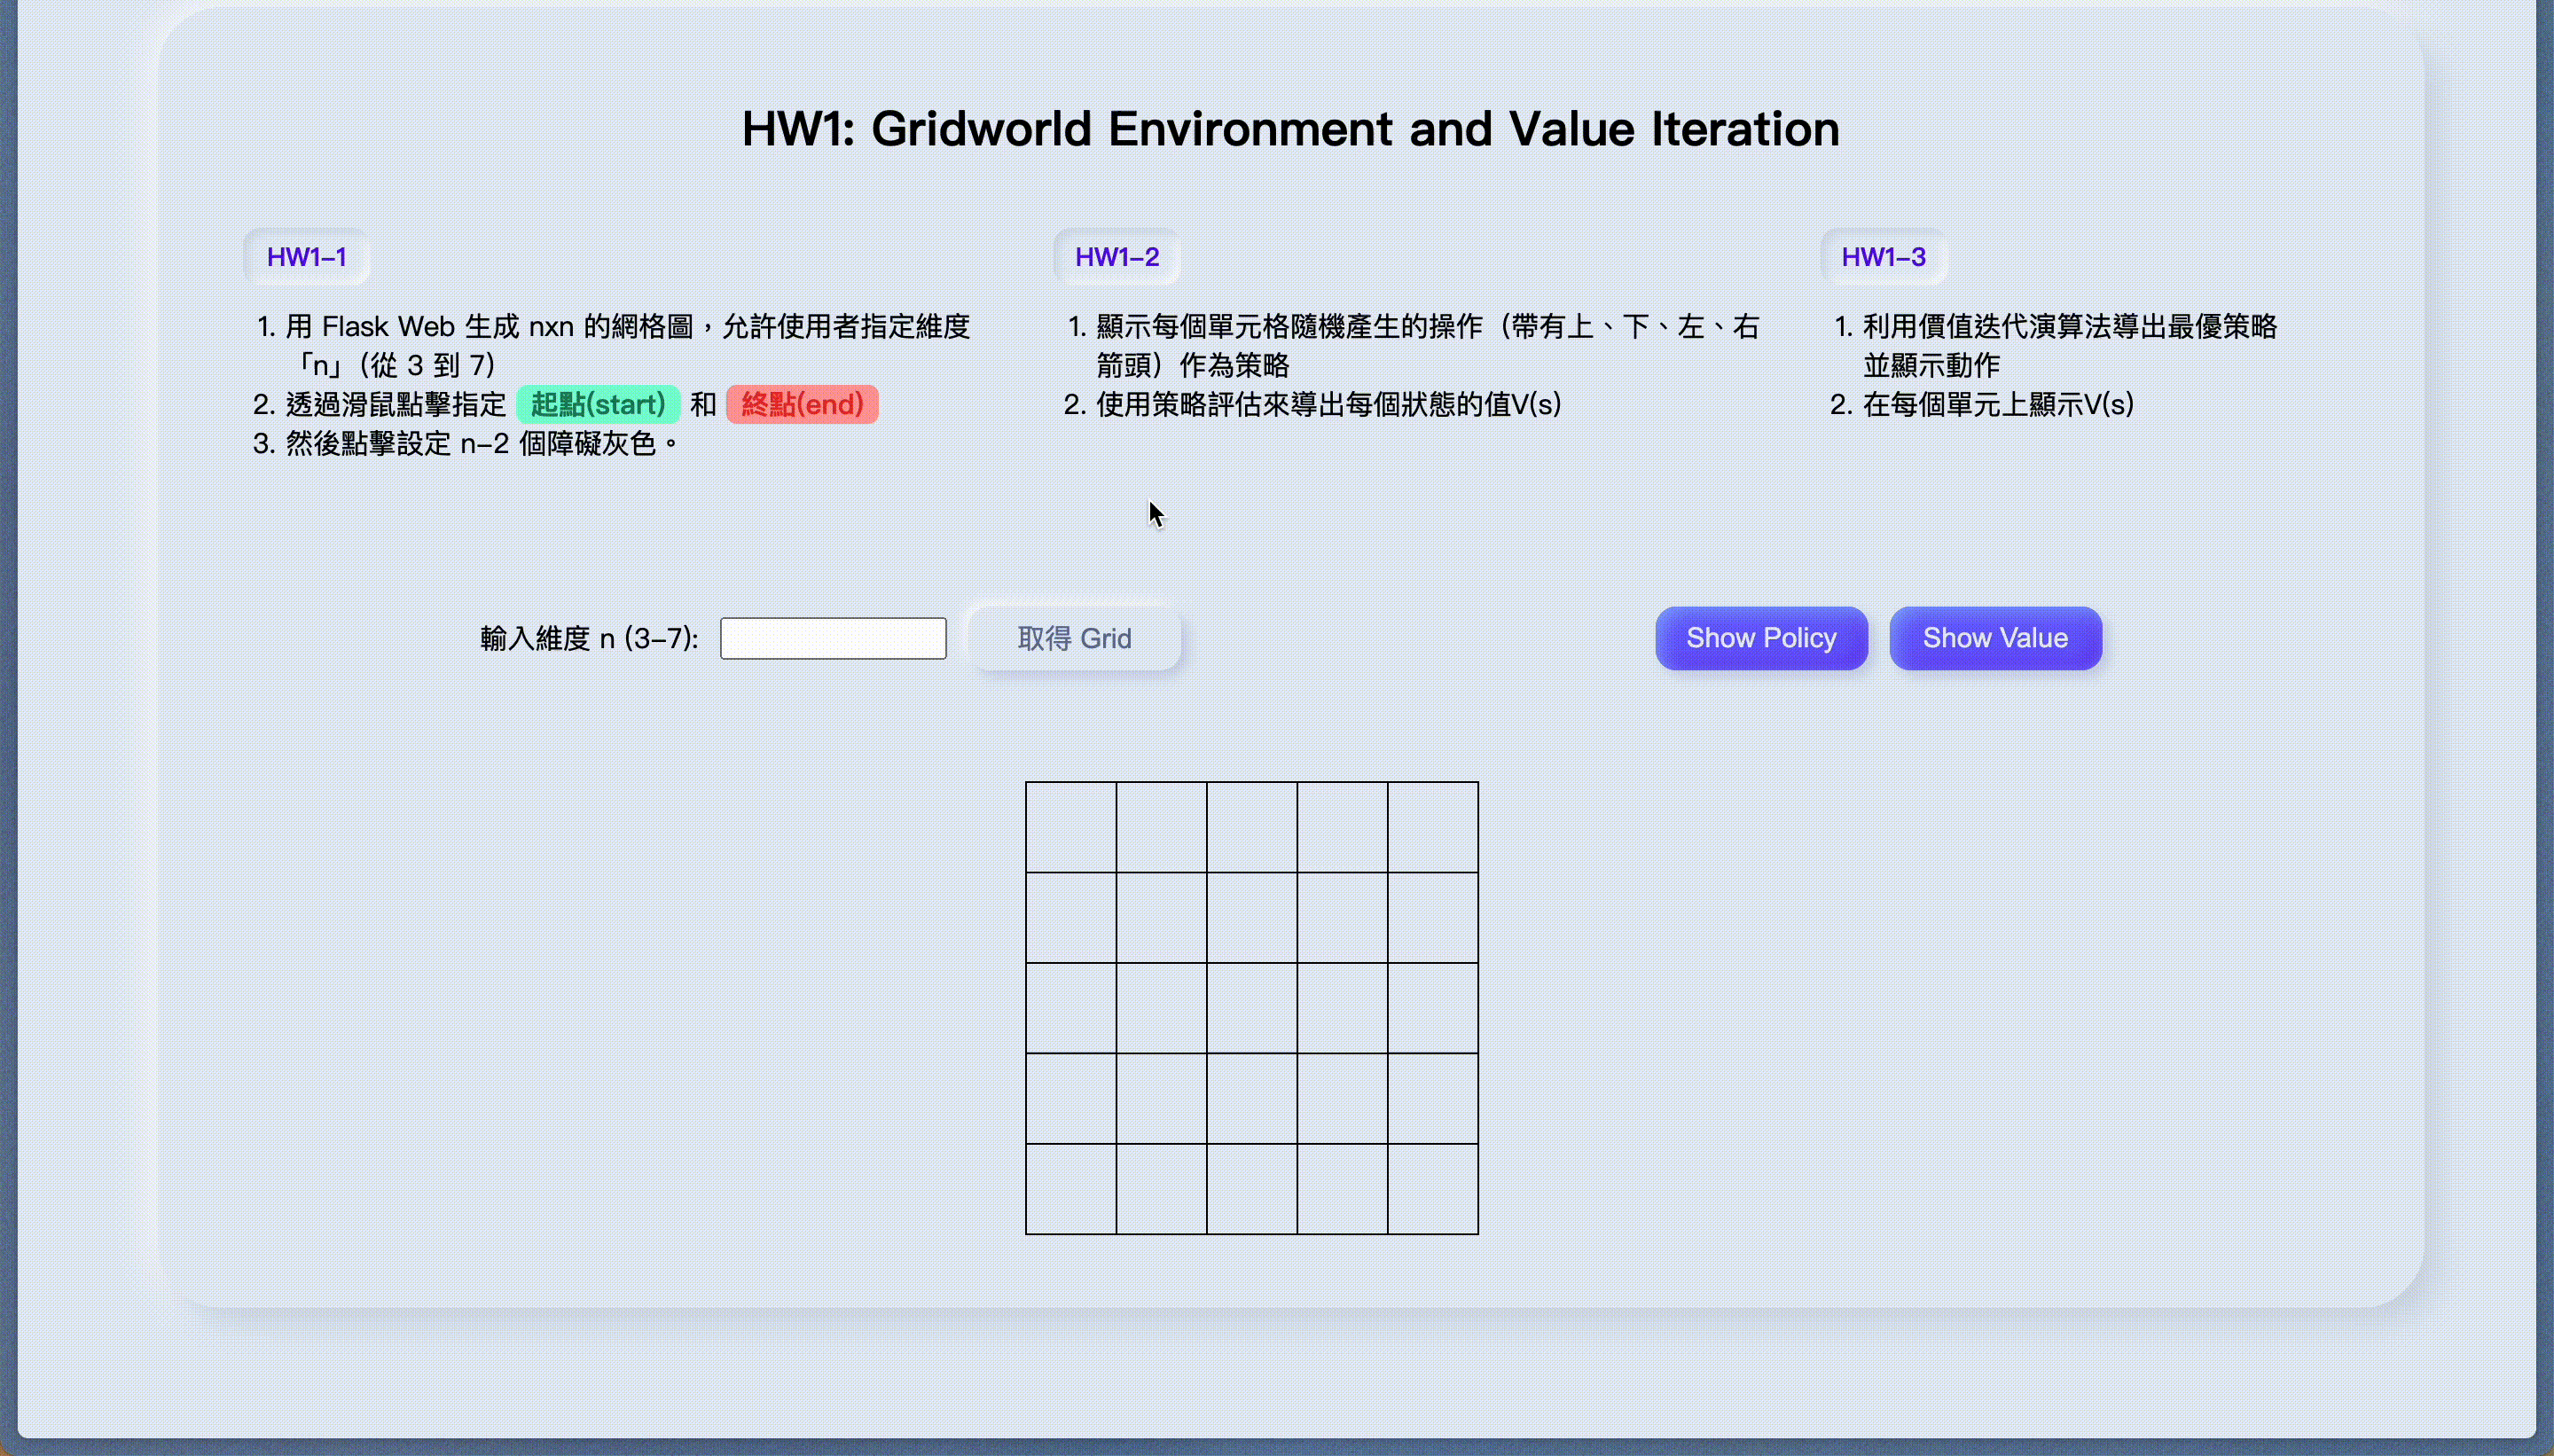 HW1: Gridworld Environment and Value Iteration
HW1-1
1. 用 Flask Web 生成 nxn 的網格圖，允許使用者指定維度
「n」（從 3 到 7）
2. 透過滑鼠點擊指定 起點(start) 和 終點(end)
3. 然後點擊設定 n-2 個障礙灰色。
HW1-2
1. 顯示每個單元格隨機產生的操作（帶有上、下、左、右
箭頭）作為策略
2. 使用策略評估來導出每個狀態的值V(s)
HW1-3
1. 利用價值迭代演算法導出最優策略
並顯示動作
2. 在每個單元上顯示V(s)
輸入維度 n (3-7):
取得 Grid
Show Policy
Show Value